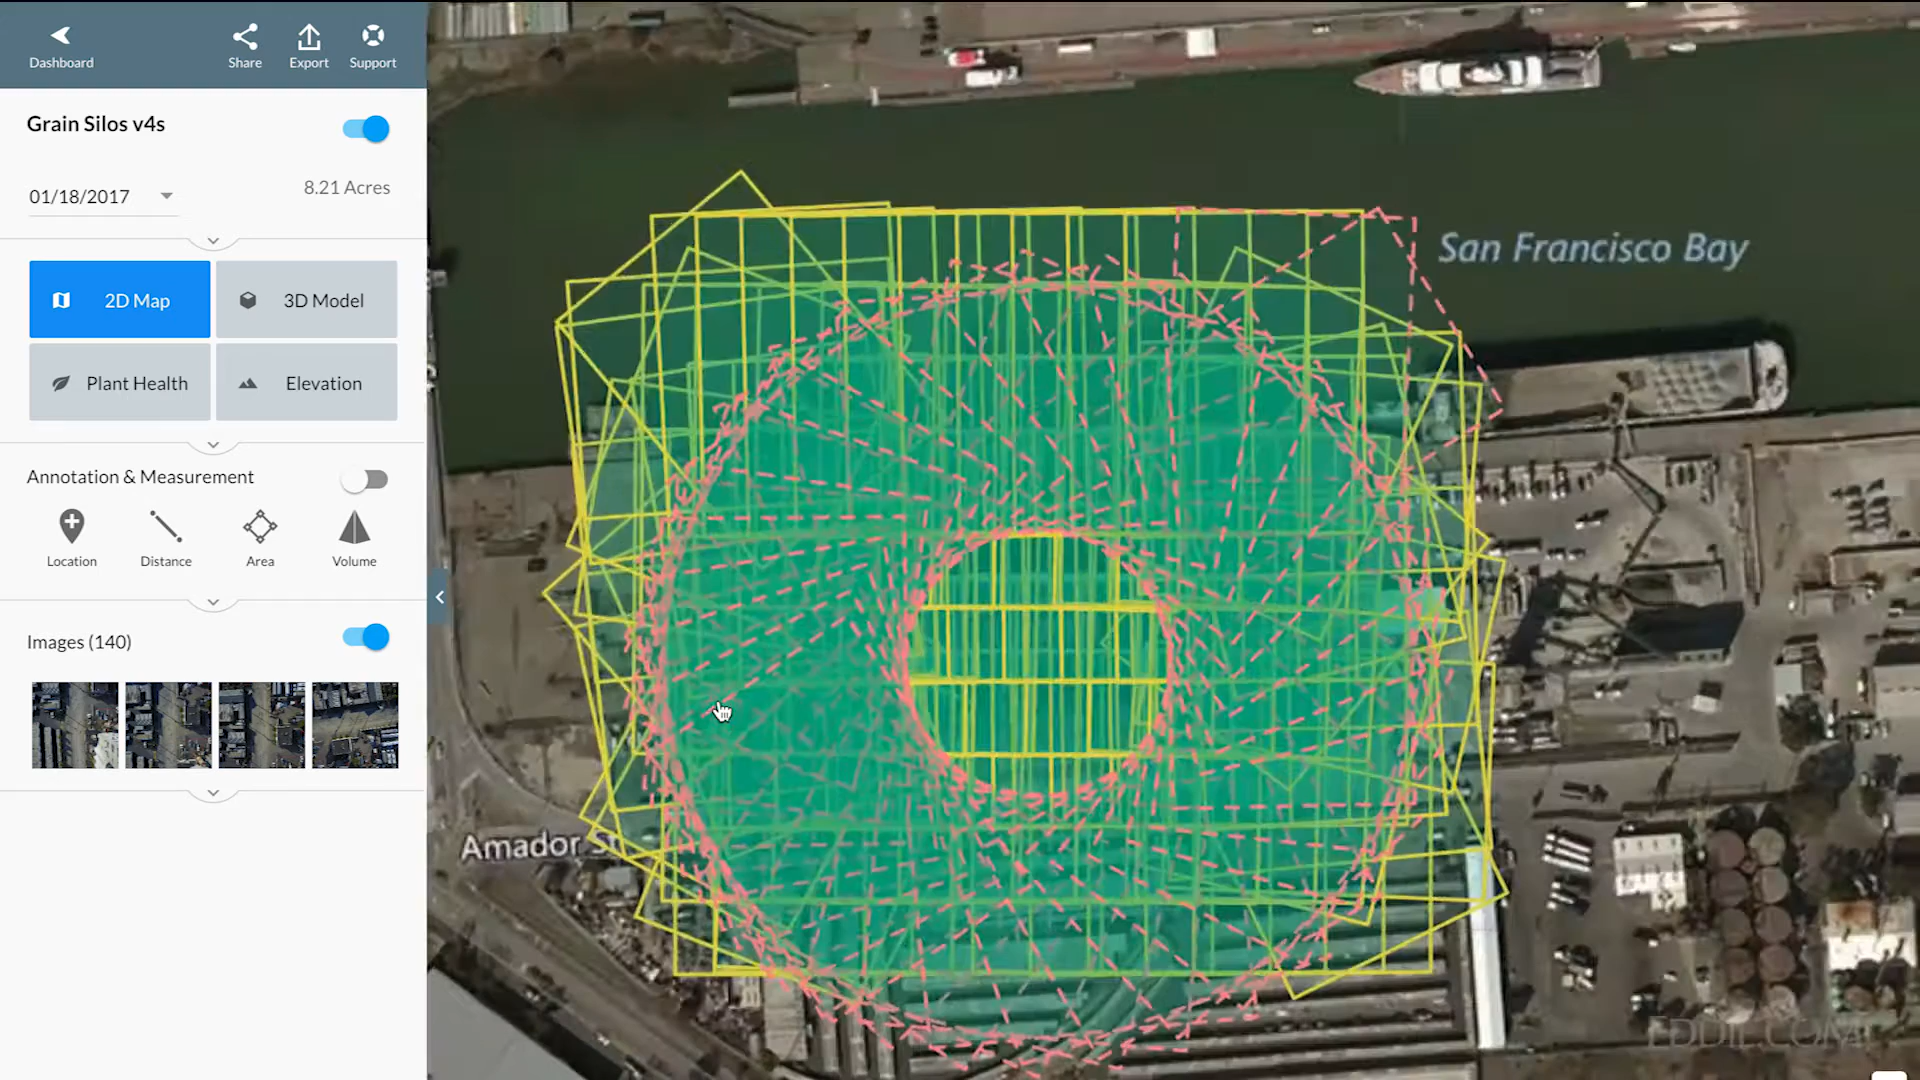 Dashboard
Share
Export
Support
Grain Silos v4s
01/18/2017
8.21 Acres
2D Map
3D Model
Plant Health
Elevation
Annotation & Measurement
Location
Distance
Area
Volume
Images (140)
San Francisco Bay
Amador St